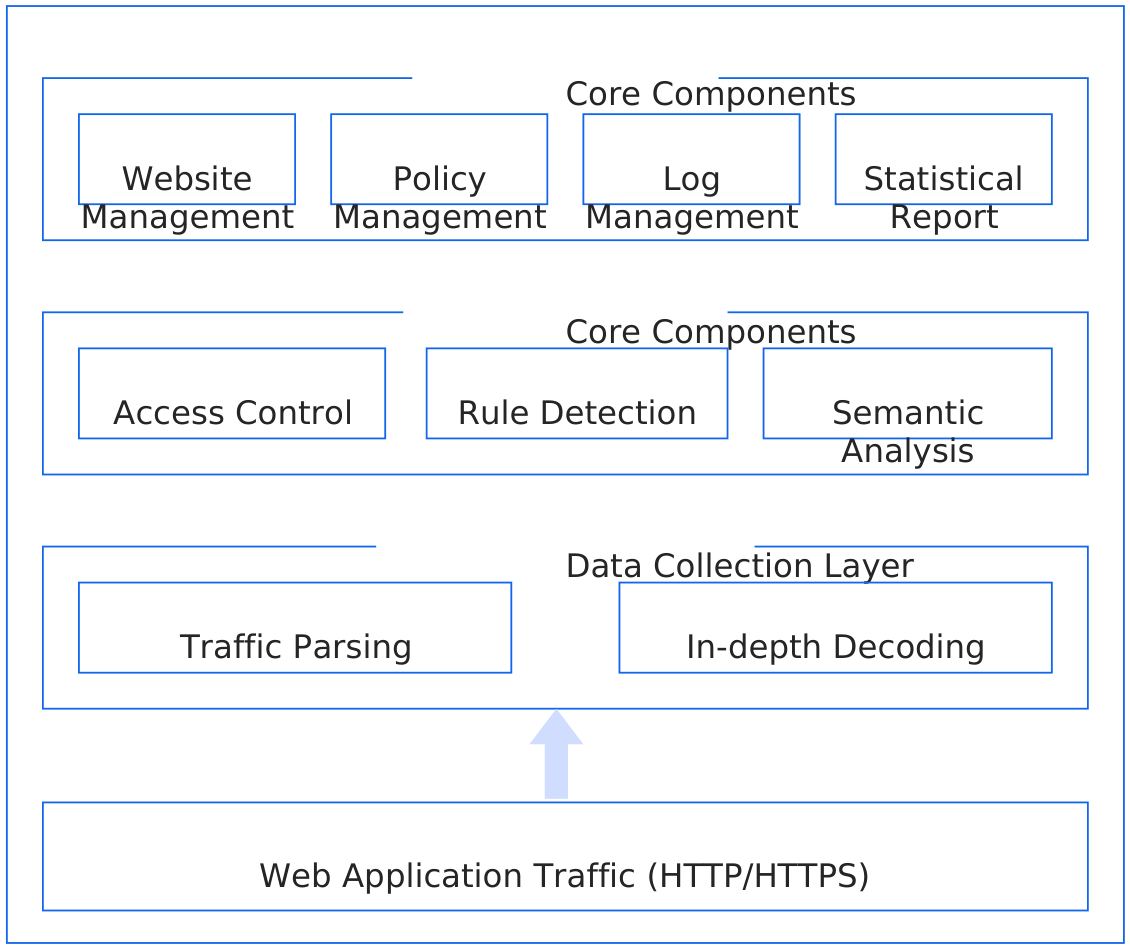 Core Components
Website
Management
Policy
Management
Log
Management
Statistical
Report
Core Components
Access Control
Rule Detection
Semantic
Analysis
Data Collection Layer
Traffic Parsing
In-depth Decoding
Web Application Traffic (HTTP/HTTPS)